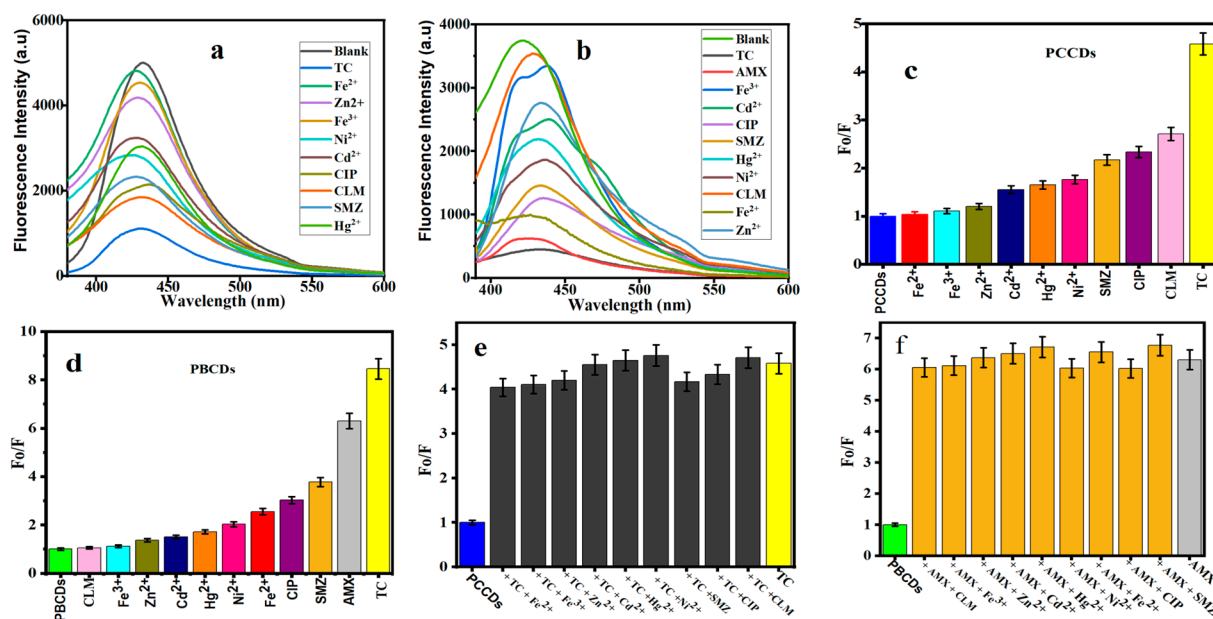 a
6000
4000
2000
0
Fluorescence Intensity (a.u)
400
450
500
550
600
Wavelength (nm)
Blank
TC
Fe²⁺
Zn2+
Fe³⁺
Ni²⁺
Cd²⁺
CIP
CLM
SMZ
Hg²⁺
b
4000
3000
2000
1000
0
Fluorescence Intensity (a.u)
400
450
500
550
600
Wavelength (nm)
Blank
TC
AMX
Fe³⁺
Cd²⁺
CIP
SMZ
Hg²⁺
Ni²⁺
CLM
Fe²⁺
Zn²⁺
c
PCCDs
5
4
3
2
1
0
Fo/F
PCCDs
Fe²⁺
Fe³⁺
Zn²⁺
Cd²⁺
Hg²⁺
Ni²⁺
SMZ
CIP
CLM
TC
d
PBCDs
10
8
6
4
2
0
Fo/F
PBCDs
CLM
Fe³⁺
Zn²⁺
Cd²⁺
Hg²⁺
Ni²⁺
Fe²⁺
CIP
SMZ
AMX
TC
e
5
4
3
2
1
0
Fo/F
PCCDs
+ TC + Fe²⁺
+ TC + Fe³⁺
+ TC + Zn²⁺
+ TC + Cd²⁺
+ TC +Hg²⁺
+ TC +Ni²⁺
+ TC +SMZ
+ TC +CIP
+ TC +CLM
TC
f
7
6
5
4
3
2
1
0
Fo/F
PBCDs
+ AMX + CLM
+ AMX + Fe³⁺
+ AMX + Zn²⁺
+ AMX + Cd²⁺
+ AMX + Hg²⁺
+ AMX + Ni²⁺
+ AMX + Fe²⁺
+ AMX + CIP
+ AMX + SMZ
AMX